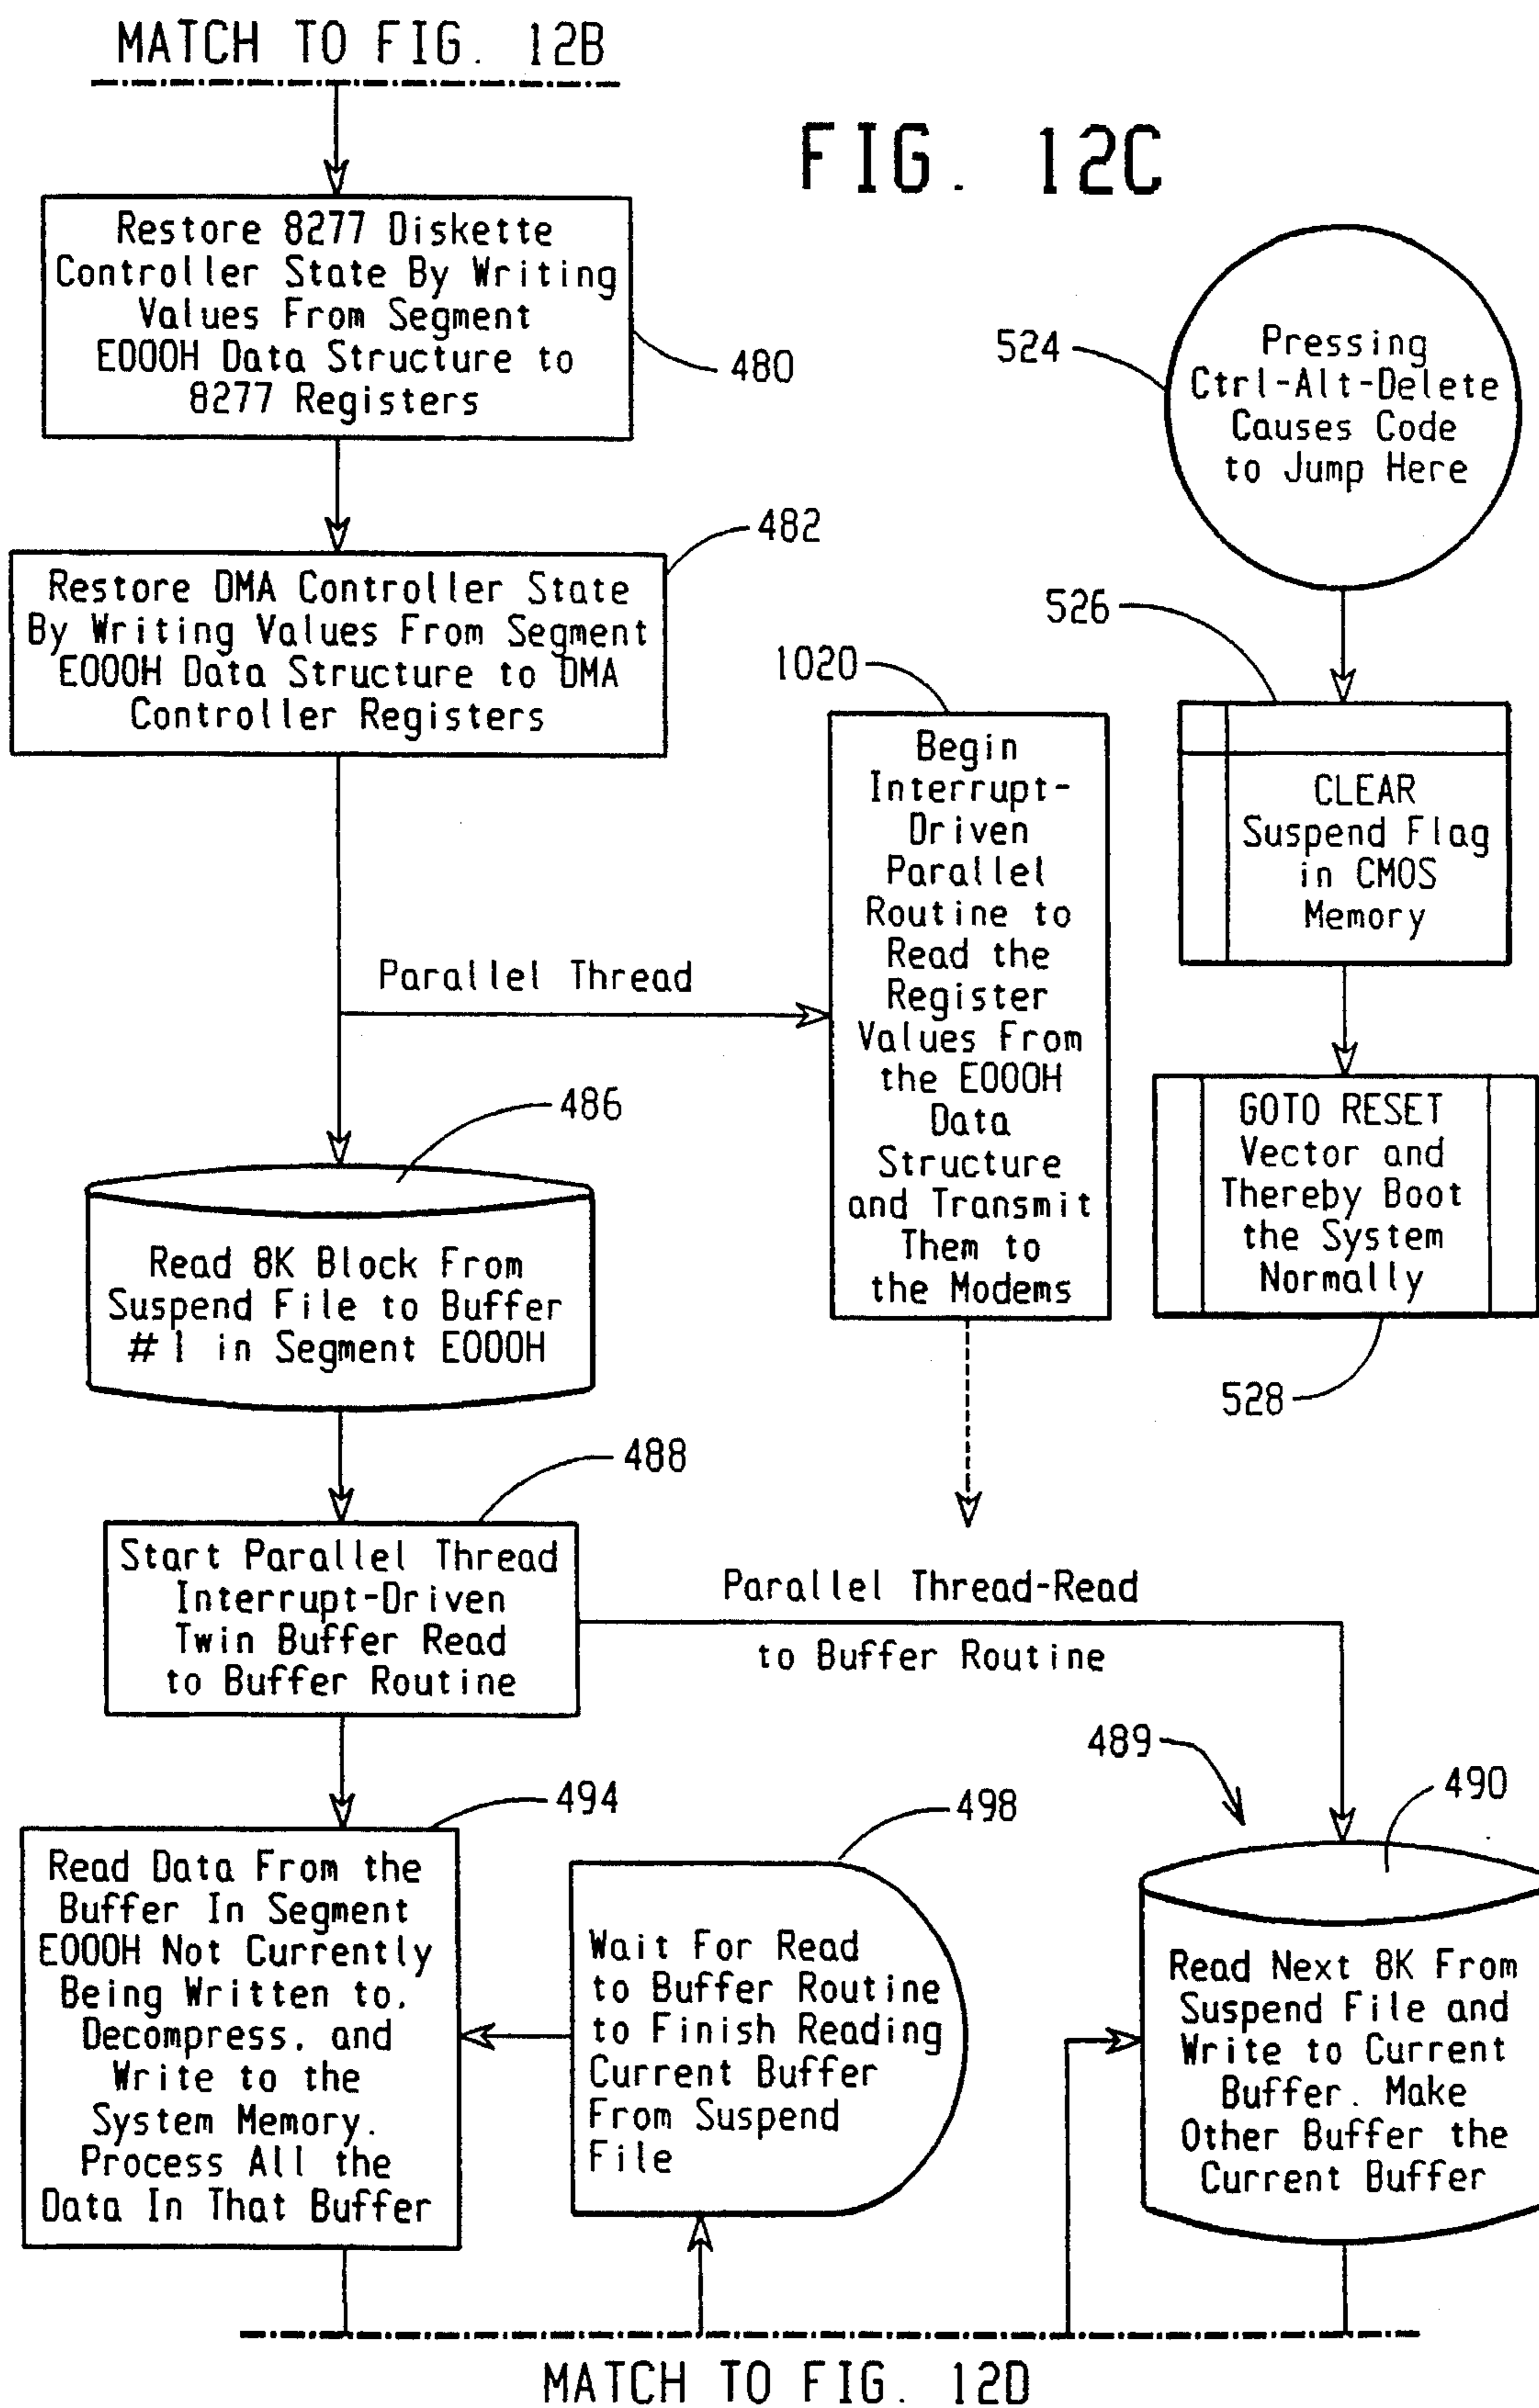 MATCH TO FIG. 12B
FIG. 12C
Restore 8277 Diskette
Controller State By Writing
Values From Segment
E000H Data Structure to
8277 Registers
480
524
Pressing
Ctrl-Alt-Delete
Causes Code
to Jump Here
482
Restore DMA Controller State
By Writing Values From Segment
E000H Data Structure to DMA
Controller Registers
526
CLEAR
Suspend Flag
in CMOS
Memory
1020
Begin
Interrupt-
Driven
Parallel
Routine to
Read the
Register
Values From
the E000H
Data
Structure
and Transmit
Them to
the Modems
Parallel Thread
GOTO RESET
Vector and
Thereby Boot
the System
Normally
528
486
Read 8K Block From
Suspend File to Buffer
#1 in Segment E000H
488
Start Parallel Thread
Interrupt-Driven
Twin Buffer Read
to Buffer Routine
Parallel Thread-Read
to Buffer Routine
489
490
494
Read Data From the
Buffer In Segment
E000H Not Currently
Being Written to,
Decompress, and
Write to the
System Memory.
Process All the
Data In That Buffer
498
Wait For Read
to Buffer Routine
to Finish Reading
Current Buffer
From Suspend
File
Read Next 8K From
Suspend File and
Write to Current
Buffer. Make
Other Buffer the
Current Buffer
MATCH TO FIG. 12D